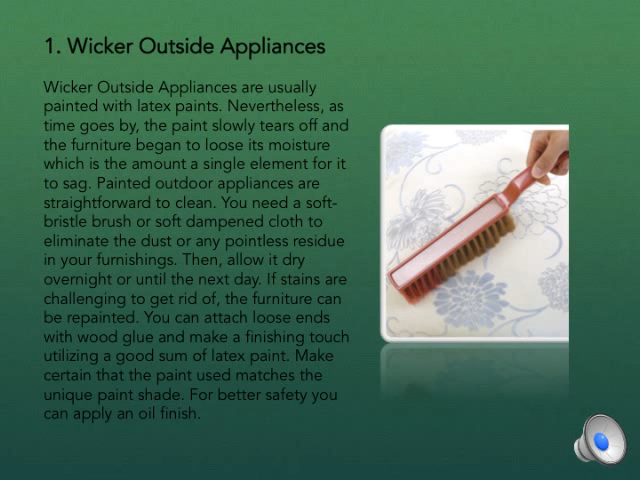 1. Wicker Outside Appliances
Wicker Outside Appliances are usually
painted with latex paints. Nevertheless, as
time goes by, the paint slowly tears off and
the furniture began to loose its moisture
which is the amount a single element for it
to sag. Painted outdoor appliances are
straightforward to clean. You need a soft-
bristle brush or soft dampened cloth to
eliminate the dust or any pointless residue
in your furnishings. Then, allow it dry
overnight or until the next day. If stains are
challenging to get rid of, the furniture can
be repainted. You can attach loose ends
with wood glue and make a finishing touch
utilizing a good sum of latex paint. Make
certain that the paint used matches the
unique paint shade. For better safety you
can apply an oil finish.